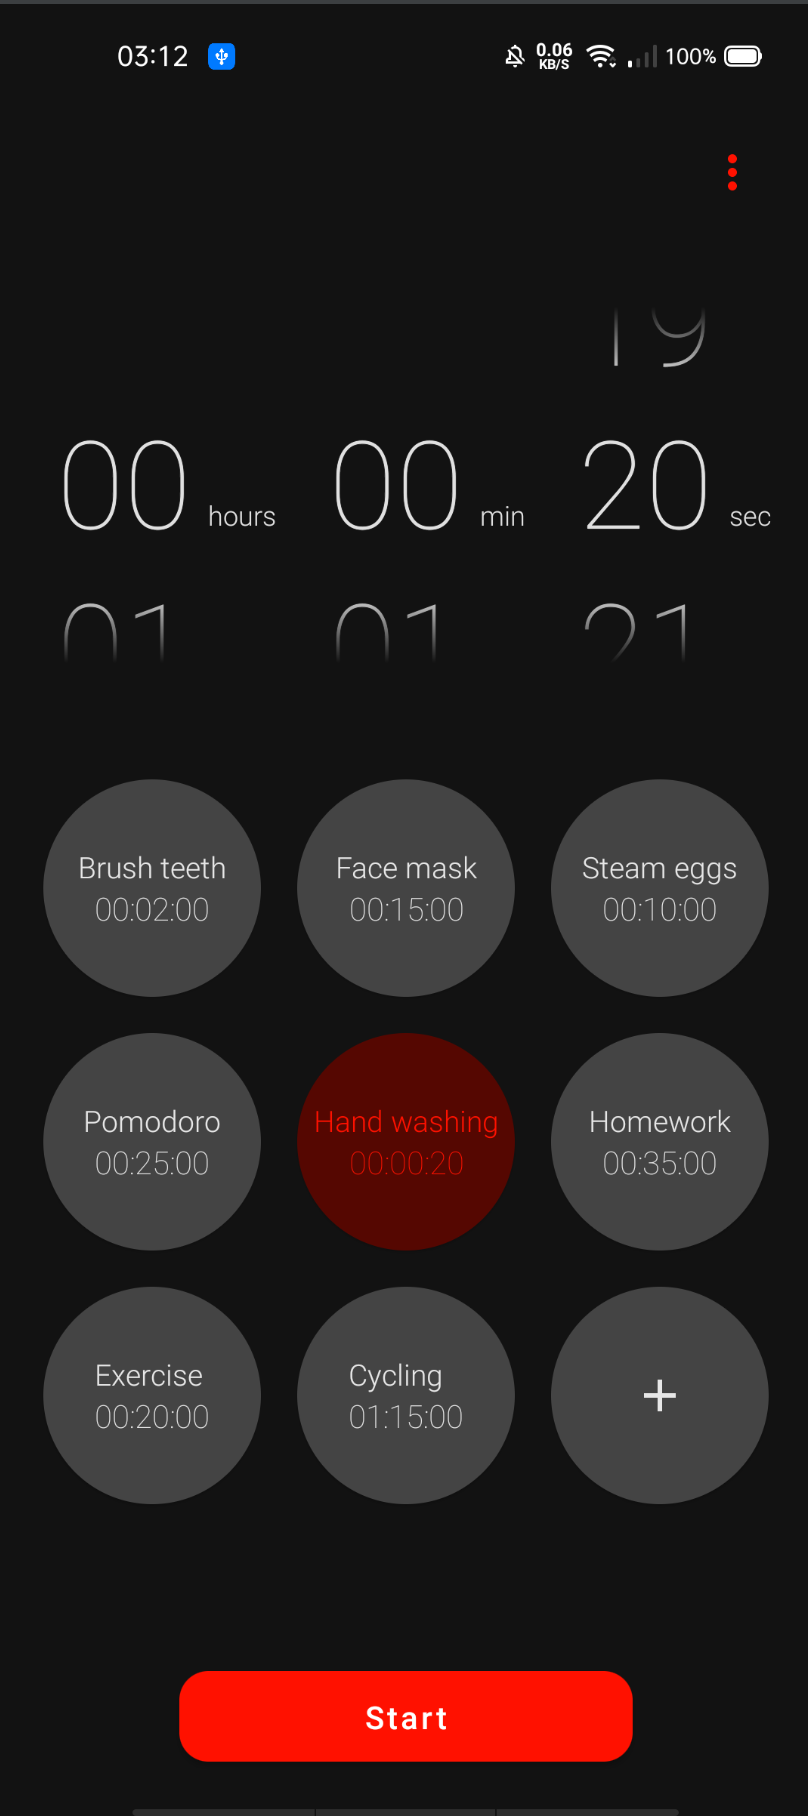 03:12 0.06 KB/S 100%
19
00 hours 00 min 20 sec
01 01 21
Brush teeth Face mask Steam eggs
00:02:00 00:15:00 00:10:00
Pomodoro Hand washing Homework
00:25:00 00:00:20 00:35:00
Exercise Cycling +
00:20:00 01:15:00
Start